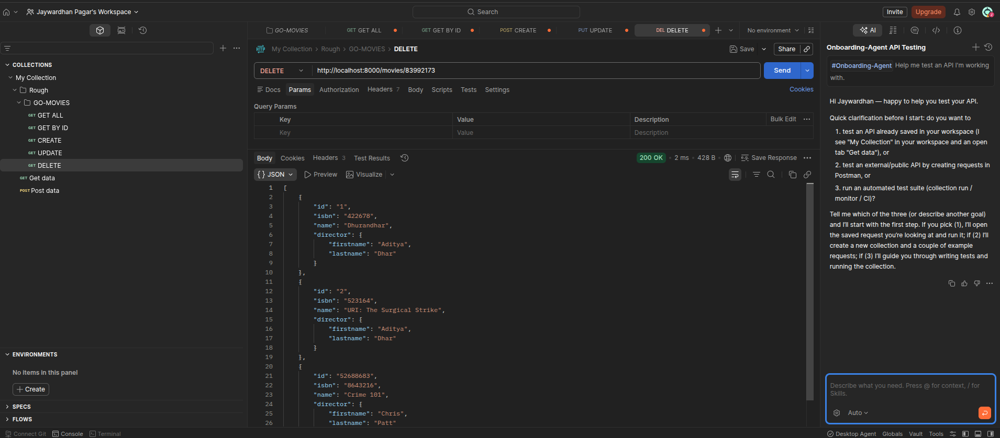 Jaywardhan Pagar's Workspace
Search
Invite
Upgrade
GO-MOVIES
GET GET ALL
GET GET BY ID
POST CREATE
PUT UPDATE
DEL DELETE
No environment
AI
COLLECTIONS
My Collection
Rough
GO-MOVIES
GET GET ALL
GET GET BY ID
GET CREATE
GET UPDATE
GET DELETE
GET Get data
POST Post data
ENVIRONMENTS
No items in this panel
Create
SPECS
FLOWS
My Collection > Rough > GO-MOVIES > DELETE
Save
Share
DELETE
http://localhost:8000/movies/83992173
Send
Docs Params Authorization Headers 7 Body Scripts Tests Settings
Cookies
Query Params
Key Value Description Bulk Edit
Key Value Description
Body Cookies Headers 3 Test Results
200 OK • 2 ms • 428 B
e.g. Save Response
{} JSON
Preview
Visualize
1 [
2 {
3 "id": "1",
4 "isbn": "422678",
5 "name": "Dhurandhar",
6 "director": {
7 "firstname": "Aditya",
8 "lastname": "Dhar"
9 }
10 },
11 {
12 "id": "2",
13 "isbn": "523164",
14 "name": "URI: The Surgical Strike",
15 "director": {
16 "firstname": "Aditya",
17 "lastname": "Dhar"
18 }
19 },
20 {
21 "id": "52688683",
22 "isbn": "8643216",
23 "name": "Crime 101",
24 "director": {
25 "firstname": "Chris",
26 "lastname": "Patt"
Onboarding-Agent API Testing
#Onboarding-Agent Help me test an API I'm working
with.
Hi Jaywardhan — happy to help you test your API.
Quick clarification before I start: do you want to
1. test an API already saved in your workspace (I
see "My Collection" in your workspace and an open
tab "Get data"), or
2. test an external/public API by creating requests in
Postman, or
3. run an automated test suite (collection run /
monitor / CI)?
Tell me which of the three (or describe another goal)
and I'll start with the first step. If you pick (1), I'll open
the saved request you're looking at and run it; if (2) I'll
create a new collection and a couple of example
requests; if (3) I'll guide you through writing tests and
running the collection.
Describe what you need. Press @ for context, / for
Skills.
Auto
Connect Git
Console
Terminal
Desktop Agent
Globals
Vault
Tools